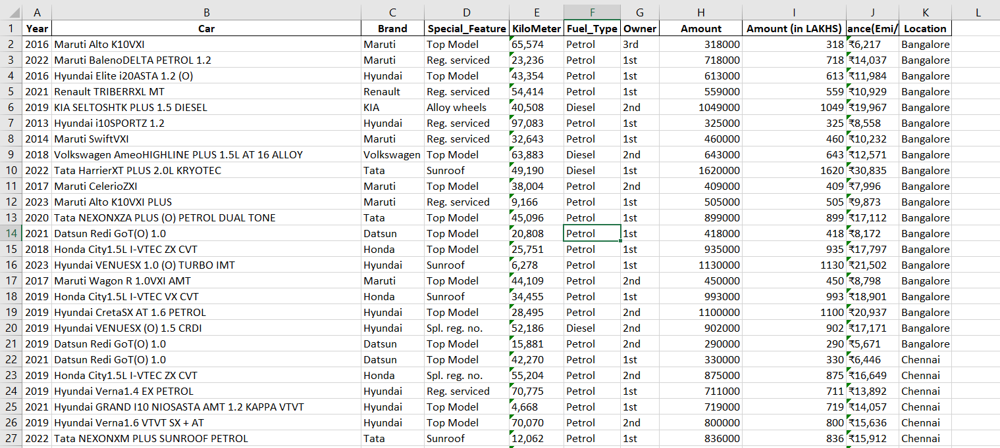 A B C D E F G H I J K L
1 Year Car Brand Special_Feature KiloMeter Fuel_Type Owner Amount Amount (in LAKHS) ance(Emi/ Location
2 2016 Maruti Alto K10VXI Maruti Top Model 65,574 Petrol 3rd 318000 318 ₹6,217 Bangalore
3 2022 Maruti BalenoDELTA PETROL 1.2 Maruti Reg. serviced 23,236 Petrol 1st 718000 718 ₹14,037 Bangalore
4 2016 Hyundai Elite i20ASTA 1.2 (O) Hyundai Top Model 43,354 Petrol 1st 613000 613 ₹11,984 Bangalore
5 2021 Renault TRIBERRXL MT Renault Reg. serviced 54,414 Petrol 1st 559000 559 ₹10,929 Bangalore
6 2019 KIA SELTOSHTK PLUS 1.5 DIESEL KIA Alloy wheels 40,508 Diesel 2nd 1049000 1049 ₹19,967 Bangalore
7 2013 Hyundai i10SPORTZ 1.2 Hyundai Reg. serviced 97,083 Petrol 1st 325000 325 ₹8,558 Bangalore
8 2014 Maruti SwiftVXI Maruti Reg. serviced 32,643 Petrol 1st 460000 460 ₹10,232 Bangalore
9 2018 Volkswagen AmeoHIGHLINE PLUS 1.5L AT 16 ALLOY Volkswagen Top Model 63,883 Diesel 2nd 643000 643 ₹12,571 Bangalore
10 2022 Tata HarrierXT PLUS 2.0L KRYOTEC Tata Sunroof 49,190 Diesel 1st 1620000 1620 ₹30,835 Bangalore
11 2017 Maruti CelerioZXI Maruti Top Model 38,004 Petrol 2nd 409000 409 ₹7,996 Bangalore
12 2023 Maruti Alto K10VXI PLUS Maruti Reg. serviced 9,166 Petrol 1st 505000 505 ₹9,873 Bangalore
13 2020 Tata NEXONXZA PLUS (O) PETROL DUAL TONE Tata Top Model 45,096 Petrol 1st 899000 899 ₹17,112 Bangalore
14 2021 Datsun Redi GoT(O) 1.0 Datsun Top Model 20,808 Petrol 1st 418000 418 ₹8,172 Bangalore
15 2018 Honda City1.5L I-VTEC ZX CVT Honda Top Model 25,751 Petrol 1st 935000 935 ₹17,797 Bangalore
16 2023 Hyundai VENUESX 1.0 (O) TURBO IMT Hyundai Sunroof 6,278 Petrol 1st 1130000 1130 ₹21,502 Bangalore
17 2017 Maruti Wagon R 1.0VXI AMT Maruti Top Model 44,109 Petrol 2nd 450000 450 ₹8,798 Bangalore
18 2019 Honda City1.5L I-VTEC VX CVT Honda Sunroof 34,455 Petrol 1st 993000 993 ₹18,901 Bangalore
19 2019 Hyundai CretaSX AT 1.6 PETROL Hyundai Top Model 28,495 Petrol 2nd 1100000 1100 ₹20,937 Bangalore
20 2019 Hyundai VENUESX (O) 1.5 CRDI Hyundai Spl. reg. no. 52,186 Diesel 2nd 902000 902 ₹17,171 Bangalore
21 2019 Datsun Redi GoT(O) 1.0 Datsun Top Model 15,881 Petrol 2nd 290000 290 ₹5,671 Bangalore
22 2021 Datsun Redi GoT(O) 1.0 Datsun Top Model 42,270 Petrol 1st 330000 330 ₹6,446 Chennai
23 2019 Honda City1.5L I-VTEC ZX CVT Honda Spl. reg. no. 55,204 Petrol 2nd 875000 875 ₹16,649 Chennai
24 2019 Hyundai Verna1.4 EX PETROL Hyundai Reg. serviced 70,775 Petrol 1st 711000 711 ₹13,892 Chennai
25 2021 Hyundai GRAND I10 NIOSASTA AMT 1.2 KAPPA VTVT Hyundai Top Model 4,668 Petrol 1st 719000 719 ₹14,057 Chennai
26 2019 Hyundai Verna1.6 VTVT SX + AT Hyundai Top Model 70,070 Petrol 2nd 800000 800 ₹15,636 Chennai
27 2022 Tata NEXONXM PLUS SUNROOF PETROL Tata Sunroof 12,062 Petrol 1st 836000 836 ₹15,912 Chennai